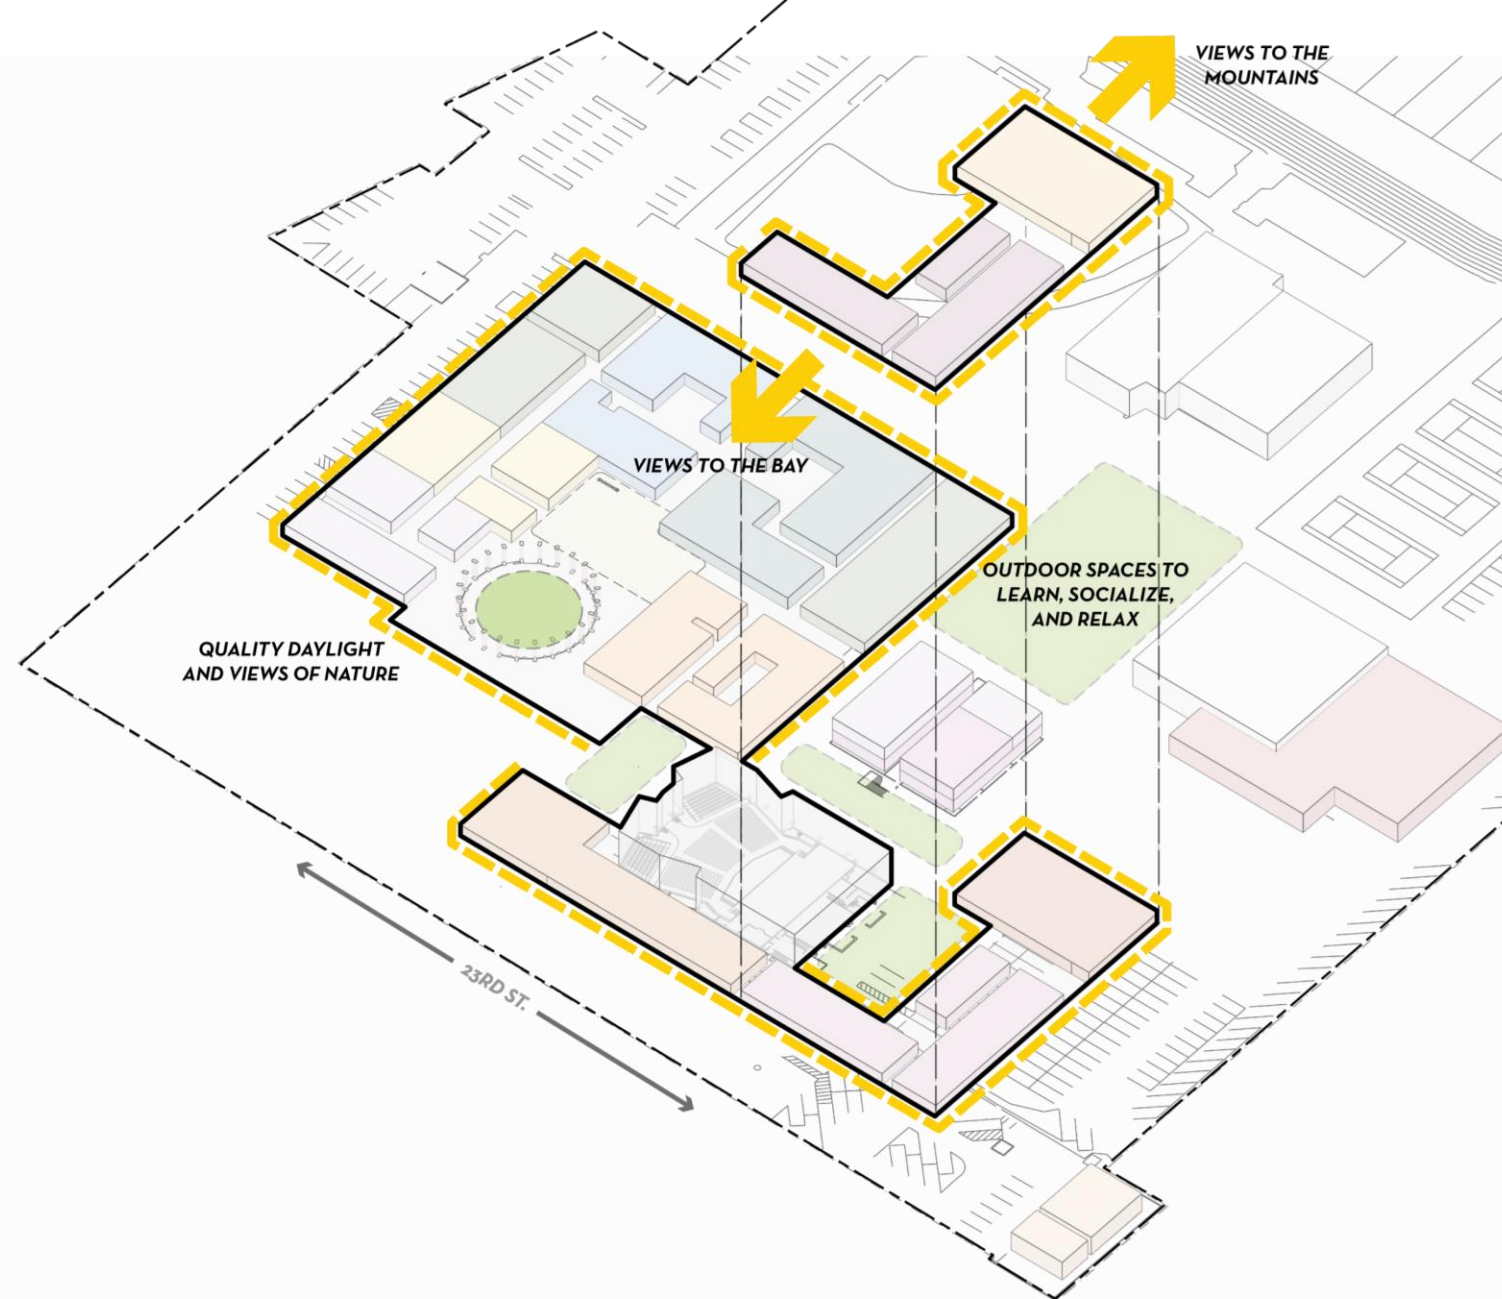 VIEWS TO THE
MOUNTAINS
VIEWS TO THE BAY
OUTDOOR SPACES TO
LEARN, SOCIALIZE,
AND RELAX
QUALITY DAYLIGHT
AND VIEWS OF NATURE
23RD ST.